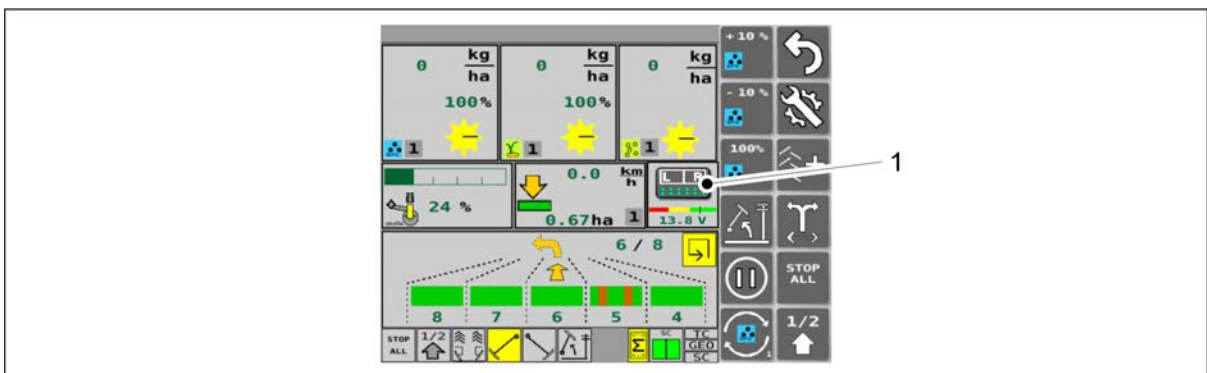 + 10 %
0 kg/ha 0 kg/ha 0 kg/ha
100% 100%
- 10 %
1 1 1
100%
0.0 km/h
L R
1
24 %
0.67ha 1
13.8 V
6 / 8
STOP ALL
8 7 6 5 4
STOP ALL 1/2 Σ SC TC
GEO
SC
1
1/2